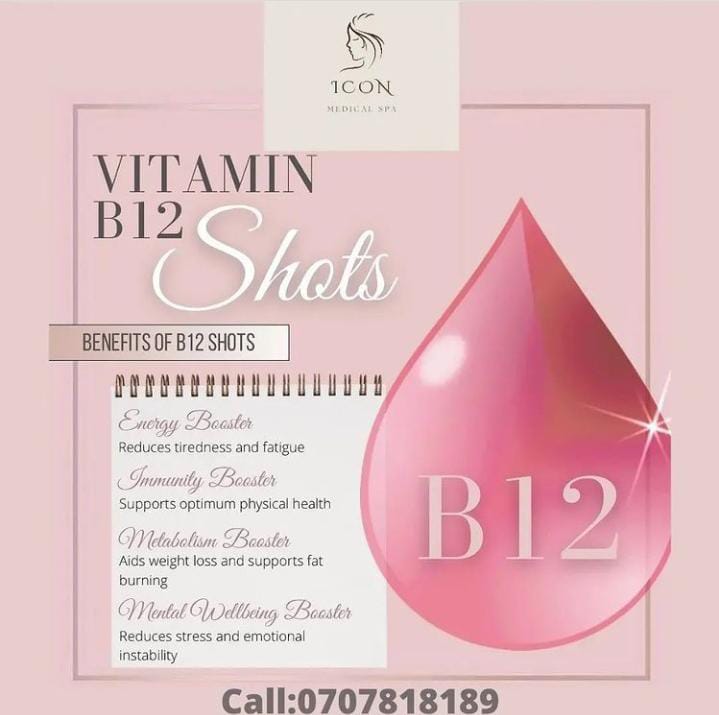 ICON
MEDICAL SPA
VITAMIN
B12
Shots
BENEFITS OF B12 SHOTS
Energy Booster
Reduces tiredness and fatigue
Immunity Booster
Supports optimum physical health
Metabolism Booster
Aids weight loss and supports fat
burning
Mental Wellbeing Booster
Reduces stress and emotional
instability
B12
Call:0707818189